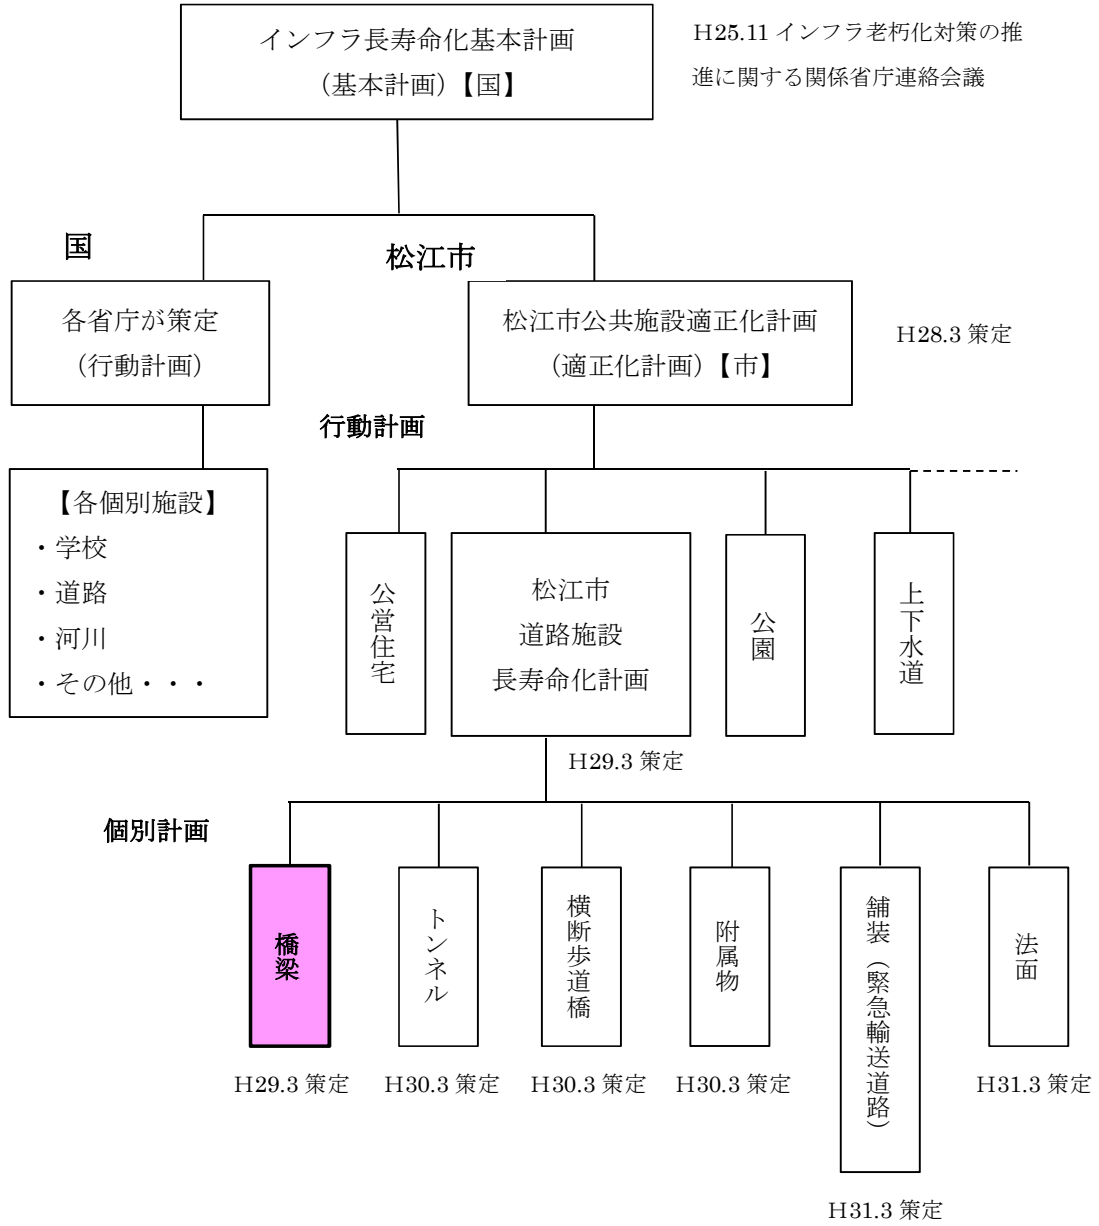 インフラ長寿命化基本計画
（基本計画）【国】
H25.11 インフラ老朽化対策の推
進に関する関係省庁連絡会議
国
松江市
各省庁が策定
（行動計画）
松江市公共施設適正化計画
（適正化計画）【市】
H28.3 策定
行動計画
【各個別施設】
・学校
・道路
・河川
・その他・・・
公営住宅
松江市
道路施設
長寿命化計画
公園
上下水道
H29.3 策定
個別計画
橋梁
トンネル
横断歩道橋
附属物
舗装（緊急輸送道路）
法面
H29.3 策定
H30.3 策定
H30.3 策定
H30.3 策定
H31.3 策定
H31.3 策定